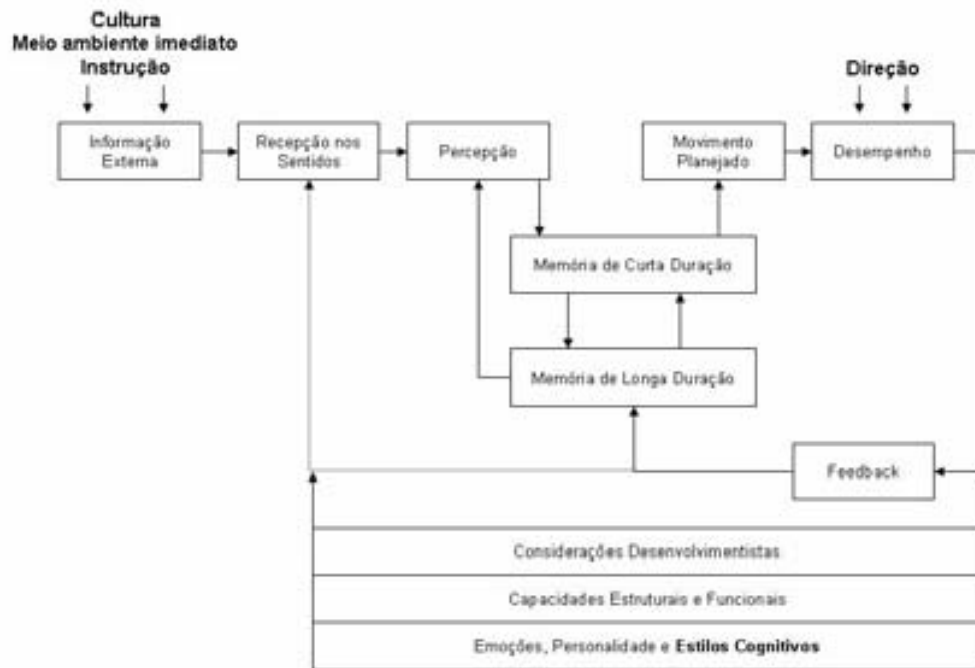 Cultura
Meio ambiente imediato
Instrução
Direção
Informação
Externa
Recepção nos
Sentidos
Percepção
Movimento
Planejado
Desempenho
Memória de Curta Duração
Memória de Longa Duração
Feedback
Considerações Desenvolvimentistas
Capacidades Estruturais e Funcionais
Emoções, Personalidade e Estilos Cognitivos